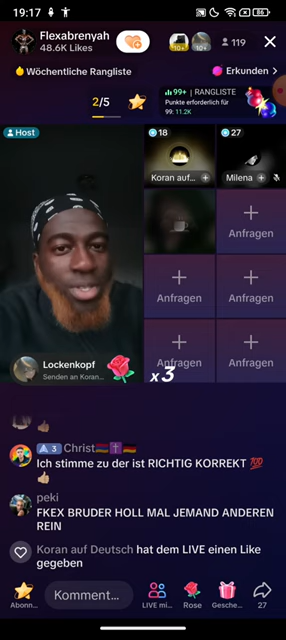 19:17
86
Flexabrenyah
48.6K Likes
10+
10+
119
Wöchentliche Rangliste
Erkunden >
2/5
99+ | RANGLISTE
Punkte erforderlich für
99: 11.2K
Host
18
27
Koran auf...
Milena
Anfragen
Anfragen
Anfragen
Anfragen
Anfragen
Lockenkopf
Senden an Koran...
x3
A 3 Christ
Ich stimme zu der ist RICHTIG KORREKT 💯
👍🏼
peki
FKEX BRUDER HOLL MAL JEMAND ANDEREN
REIN
Koran auf Deutsch hat dem LIVE einen Like
gegeben
Abonn...
Komment...
LIVE mi...
Rose
Gesche...
27